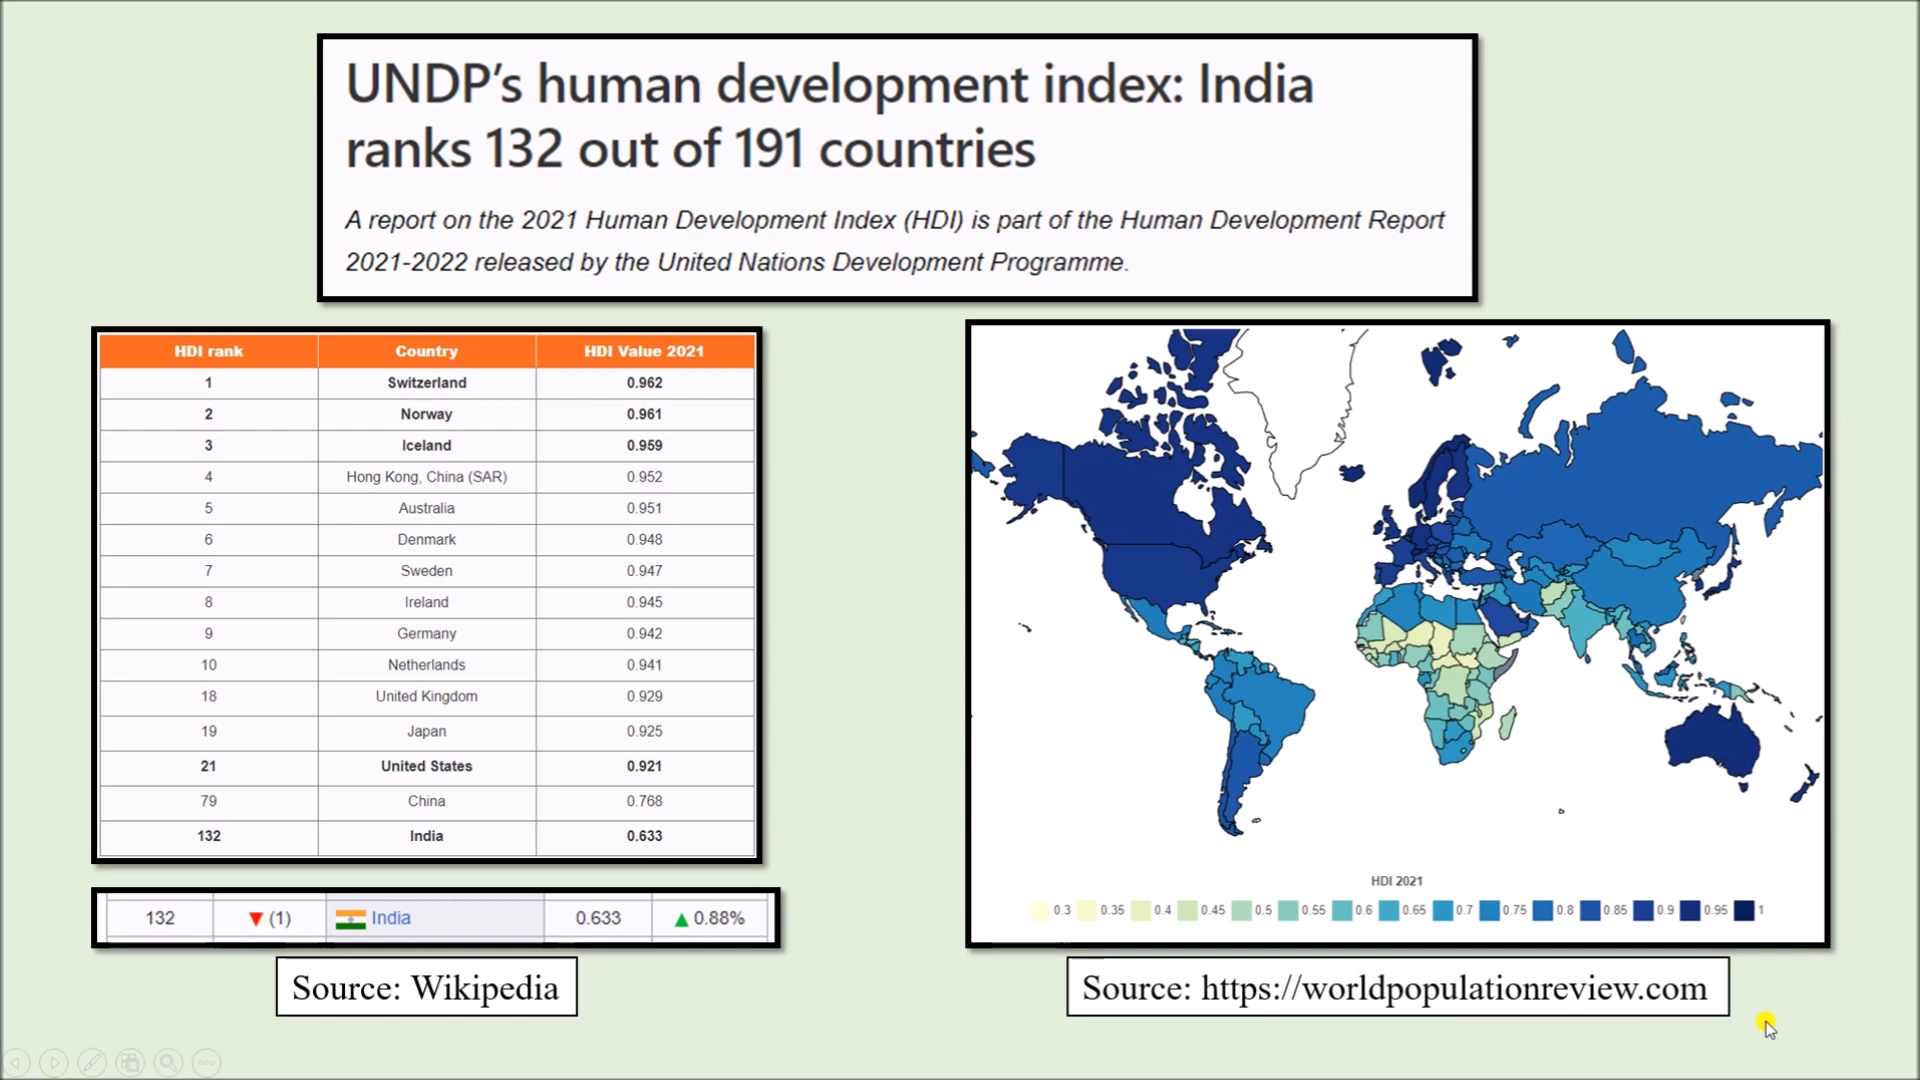 UNDP’s human development index: India
ranks 132 out of 191 countries
A report on the 2021 Human Development Index (HDI) is part of the Human Development Report
2021-2022 released by the United Nations Development Programme.
HDI rank Country HDI Value 2021
1 Switzerland 0.962
2 Norway 0.961
3 Iceland 0.959
4 Hong Kong, China (SAR) 0.952
5 Australia 0.951
6 Denmark 0.948
7 Sweden 0.947
8 Ireland 0.945
9 Germany 0.942
10 Netherlands 0.941
18 United Kingdom 0.929
19 Japan 0.925
21 United States 0.921
79 China 0.768
132 India 0.633
132 ▼ (1) India 0.633 ▲ 0.88%
Source: Wikipedia
HDI 2021
0.3 0.35 0.4 0.45 0.5 0.55 0.6 0.65 0.7 0.75 0.8 0.85 0.9 0.95 1
Source: https://worldpopulationreview.com